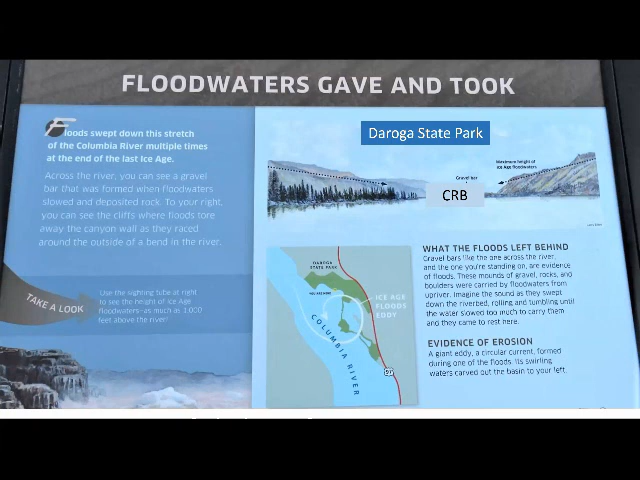 FLOODWATERS GAVE AND TOOK
Floods swept down this stretch
of the Columbia River multiple times
at the end of the last Ice Age.
Across the river, you can see a gravel
bar that was formed when floodwaters
slowed and deposited rock. To your right,
you can see the cliffs where floods tore
away the canyon wall as they raced
around the outside of a bend in the river.
TAKE A LOOK
Use the sighting tube at right
to see the height of Ice Age
floodwaters–as much as 1,000
feet above the river!
Daroga State Park
Maximum height of
Ice Age Floods
Gravel bar
CRB
DAROGA
STATE PARK
YOU ARE HERE
ICE AGE
FLOODS
EDDY
COLUMBIA RIVER
97
WHAT THE FLOODS LEFT BEHIND
Gravel bars like the one across the river,
and the one you're standing on, are evidence
of floods. These mounds of gravel, rocks, and
boulders were carried by floodwaters from
upriver. Imagine the sound as they swept
down the riverbed, rolling and tumbling until
the water slowed too much to carry them
and they came to rest here.
EVIDENCE OF EROSION
A giant eddy, a circular current, formed
during one of the floods. Its swirling
waters carved out the basin to your left.